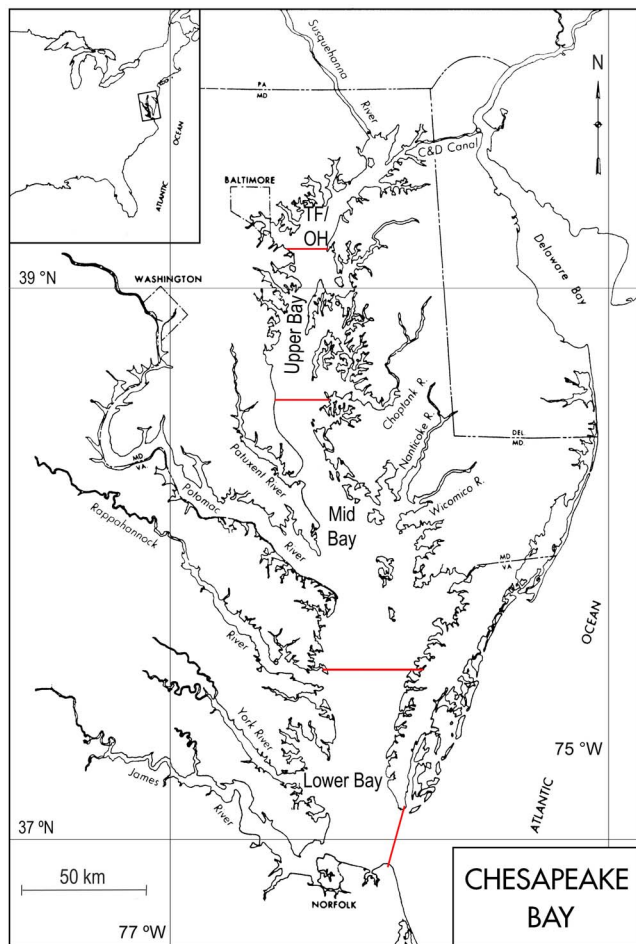 ATLANTIC
OCEAN
Susquehanna
River
PA
MD
N
C&D Canal
BALTIMORE
TF/
OH
Delaware Bay
39 °N
WASHINGTON
Upper Bay
Choptank R.
Nanticoke R.
DEL
MD
MD
VA
Patuxent River
Wicomico R.
Potomac
River
Mid
Bay
Rappahannock
River
MD
VA
OCEAN
York River
75 °W
Lower Bay
James
River
ATLANTIC
37 ºN
50 km
NORFOLK
CHESAPEAKE
BAY
77 ºW